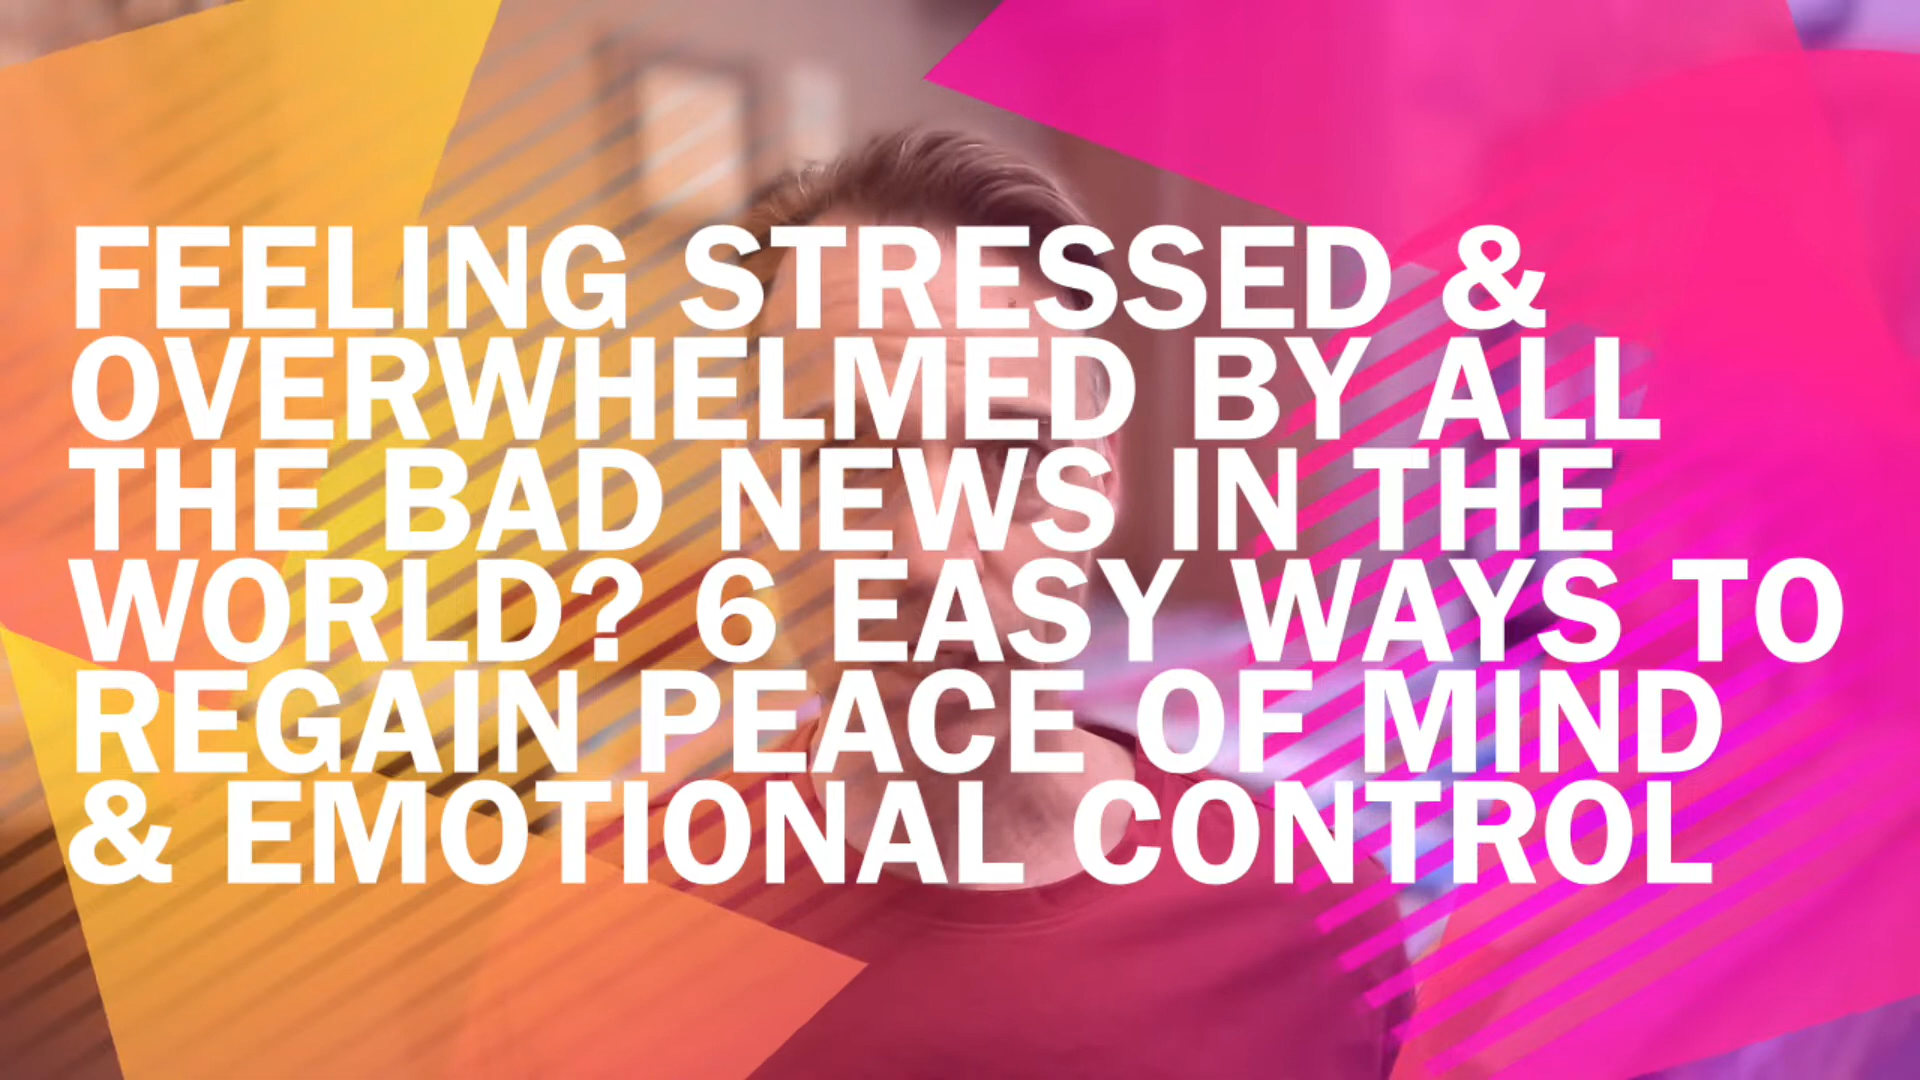 FEELING STRESSED &
OVERWHELMED BY ALL
THE BAD NEWS IN THE
WORLD? 6 EASY WAYS TO
REGAIN PEACE OF MIND
& EMOTIONAL CONTROL